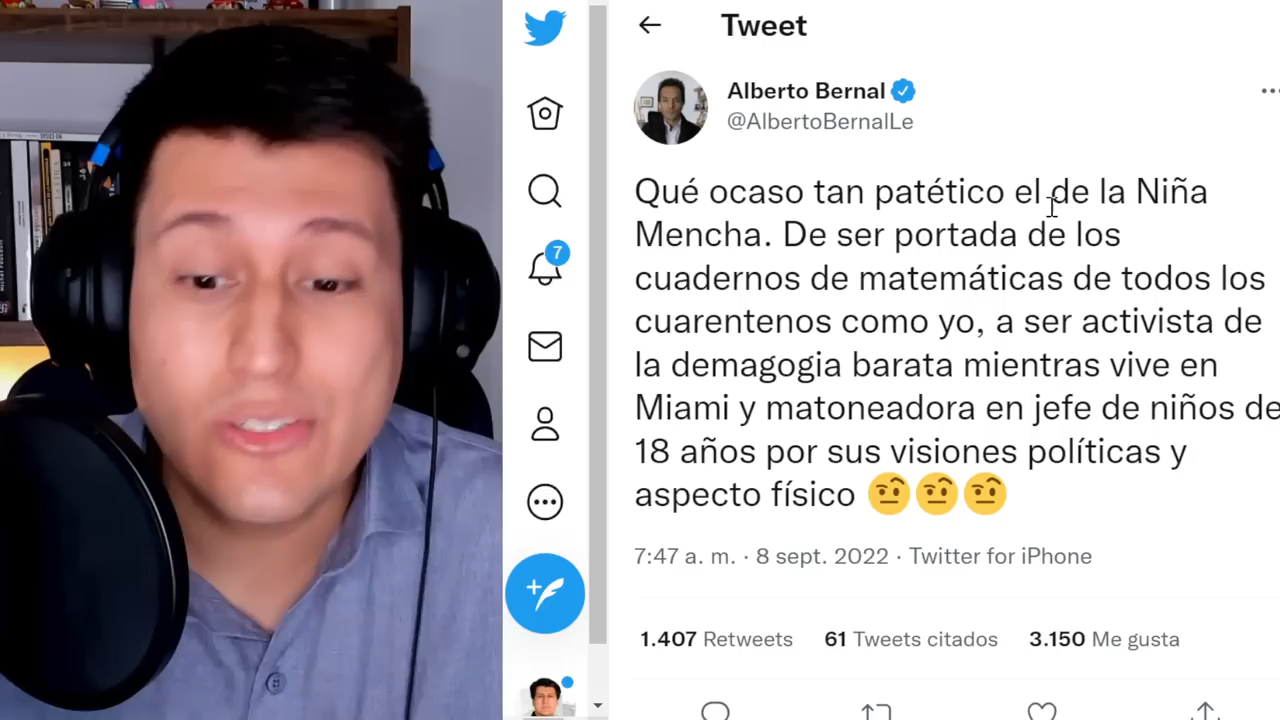 Tweet
Alberto Bernal
@AlbertoBernalLe
Qué ocaso tan patético el de la Niña
Mencha. De ser portada de los
cuadernos de matemáticas de todos los
cuarentenos como yo, a ser activista de
la demagogia barata mientras vive en
Miami y matoneadora en jefe de niños de
18 años por sus visiones políticas y
aspecto físico 🤨🤨🤨
7:47 a. m. · 8 sept. 2022 · Twitter for iPhone
1.407 Retweets 61 Tweets citados 3.150 Me gusta
7